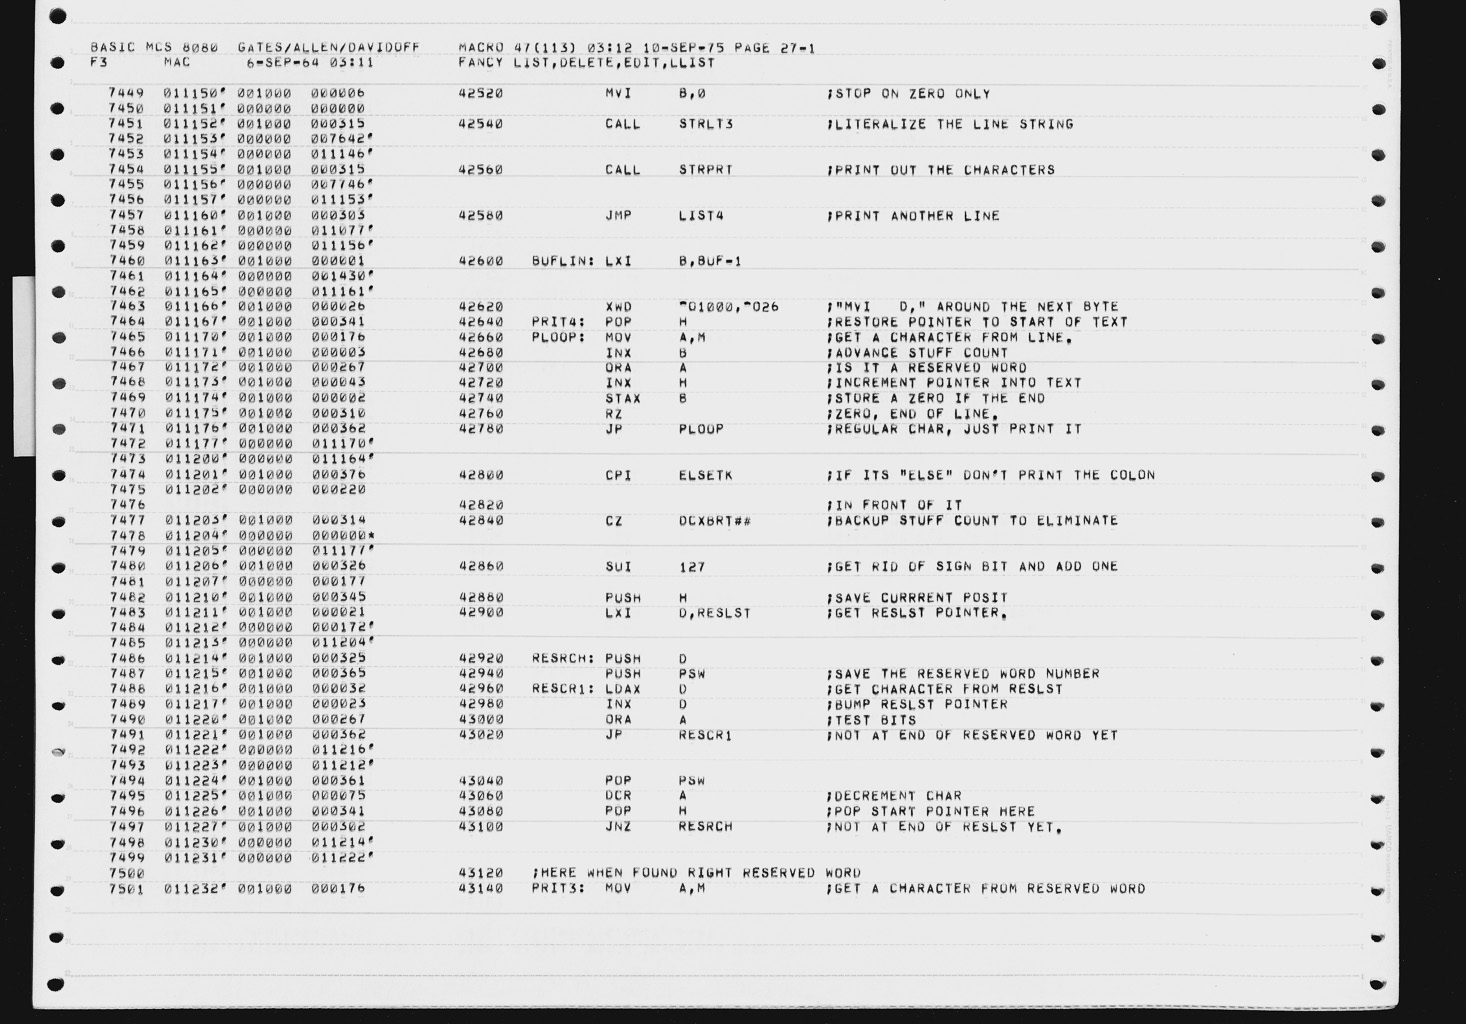 BASIC MCS 8080  GATES/ALLEN/DAVIDOFF    MACRO 47(113) 03:12 10-SEP-75 PAGE 27-1
F3      MAC      6-SEP-64 03:11         FANCY LIST,DELETE,EDIT,LLIST
7449  011150' 001000  000006          42520           MVI     B,0             ;STOP ON ZERO ONLY
7450  011151' 000000  000000
7451  011152' 001000  000315          42540           CALL    STRLT3          ;LITERALIZE THE LINE STRING
7452  011153' 000000  007642'
7453  011154' 000000  011146'
7454  011155' 001000  000315          42560           CALL    STRPRT          ;PRINT OUT THE CHARACTERS
7455  011156' 000000  007746'
7456  011157' 000000  011153'
7457  011160' 001000  000303          42580           JMP     LIST4           ;PRINT ANOTHER LINE
7458  011161' 000000  011077'
7459  011162' 000000  011156'
7460  011163' 001000  000001          42600   BUFLIN: LXI     B,BUF-1
7461  011164' 000000  001430'
7462  011165' 000000  011161'
7463  011166' 001000  000026          42620           XWD     ^O1000,^O26     ;"MVI   D," AROUND THE NEXT BYTE
7464  011167' 001000  000341          42640   PRIT4:  POP     H               ;RESTORE POINTER TO START OF TEXT
7465  011170' 001000  000176          42660   PLOOP:  MOV     A,M             ;GET A CHARACTER FROM LINE.
7466  011171' 001000  000003          42680           INX     B               ;ADVANCE STUFF COUNT
7467  011172' 001000  000267          42700           ORA     A               ;IS IT A RESERVED WORD
7468  011173' 001000  000043          42720           INX     H               ;INCREMENT POINTER INTO TEXT
7469  011174' 001000  000002          42740           STAX    B               ;STORE A ZERO IF THE END
7470  011175' 001000  000310          42760           RZ                      ;ZERO, END OF LINE.
7471  011176' 001000  000362          42780           JP      PLOOP           ;REGULAR CHAR, JUST PRINT IT
7472  011177' 000000  011170'
7473  011200' 000000  011164'
7474  011201' 001000  000376          42800           CPI     ELSETK          ;IF ITS "ELSE" DON'T PRINT THE COLON
7475  011202' 000000  000220
7476                                  42820                                   ;IN FRONT OF IT
7477  011203' 001000  000314          42840           CZ      DCXBRT##        ;BACKUP STUFF COUNT TO ELIMINATE
7478  011204' 000000  000000*
7479  011205' 000000  011177'
7480  011206' 001000  000326          42860           SUI     127             ;GET RID OF SIGN BIT AND ADD ONE
7481  011207' 000000  000177
7482  011210' 001000  000345          42880           PUSH    H               ;SAVE CURRRENT POSIT
7483  011211' 001000  000021          42900           LXI     D,RESLST        ;GET RESLST POINTER.
7484  011212' 000000  000172'
7485  011213' 000000  011204'
7486  011214' 001000  000325          42920   RESRCH: PUSH    D
7487  011215' 001000  000365          42940           PUSH    PSW             ;SAVE THE RESERVED WORD NUMBER
7488  011216' 001000  000032          42960   RESCR1: LDAX    D               ;GET CHARACTER FROM RESLST
7489  011217' 001000  000023          42980           INX     D               ;BUMP RESLST POINTER
7490  011220' 001000  000267          43000           ORA     A               ;TEST BITS
7491  011221' 001000  000362          43020           JP      RESCR1          ;NOT AT END OF RESERVED WORD YET
7492  011222' 000000  011216'
7493  011223' 000000  011212'
7494  011224' 001000  000361          43040           POP     PSW
7495  011225' 001000  000075          43060           DCR     A               ;DECREMENT CHAR
7496  011226' 001000  000341          43080           POP     H               ;POP START POINTER HERE
7497  011227' 001000  000302          43100           JNZ     RESRCH          ;NOT AT END OF RESLST YET.
7498  011230' 000000  011214'
7499  011231' 000000  011222'
7500                                  43120   ;HERE WHEN FOUND RIGHT RESERVED WORD
7501  011232' 001000  000176          43140   PRIT3:  MOV     A,M             ;GET A CHARACTER FROM RESERVED WORD